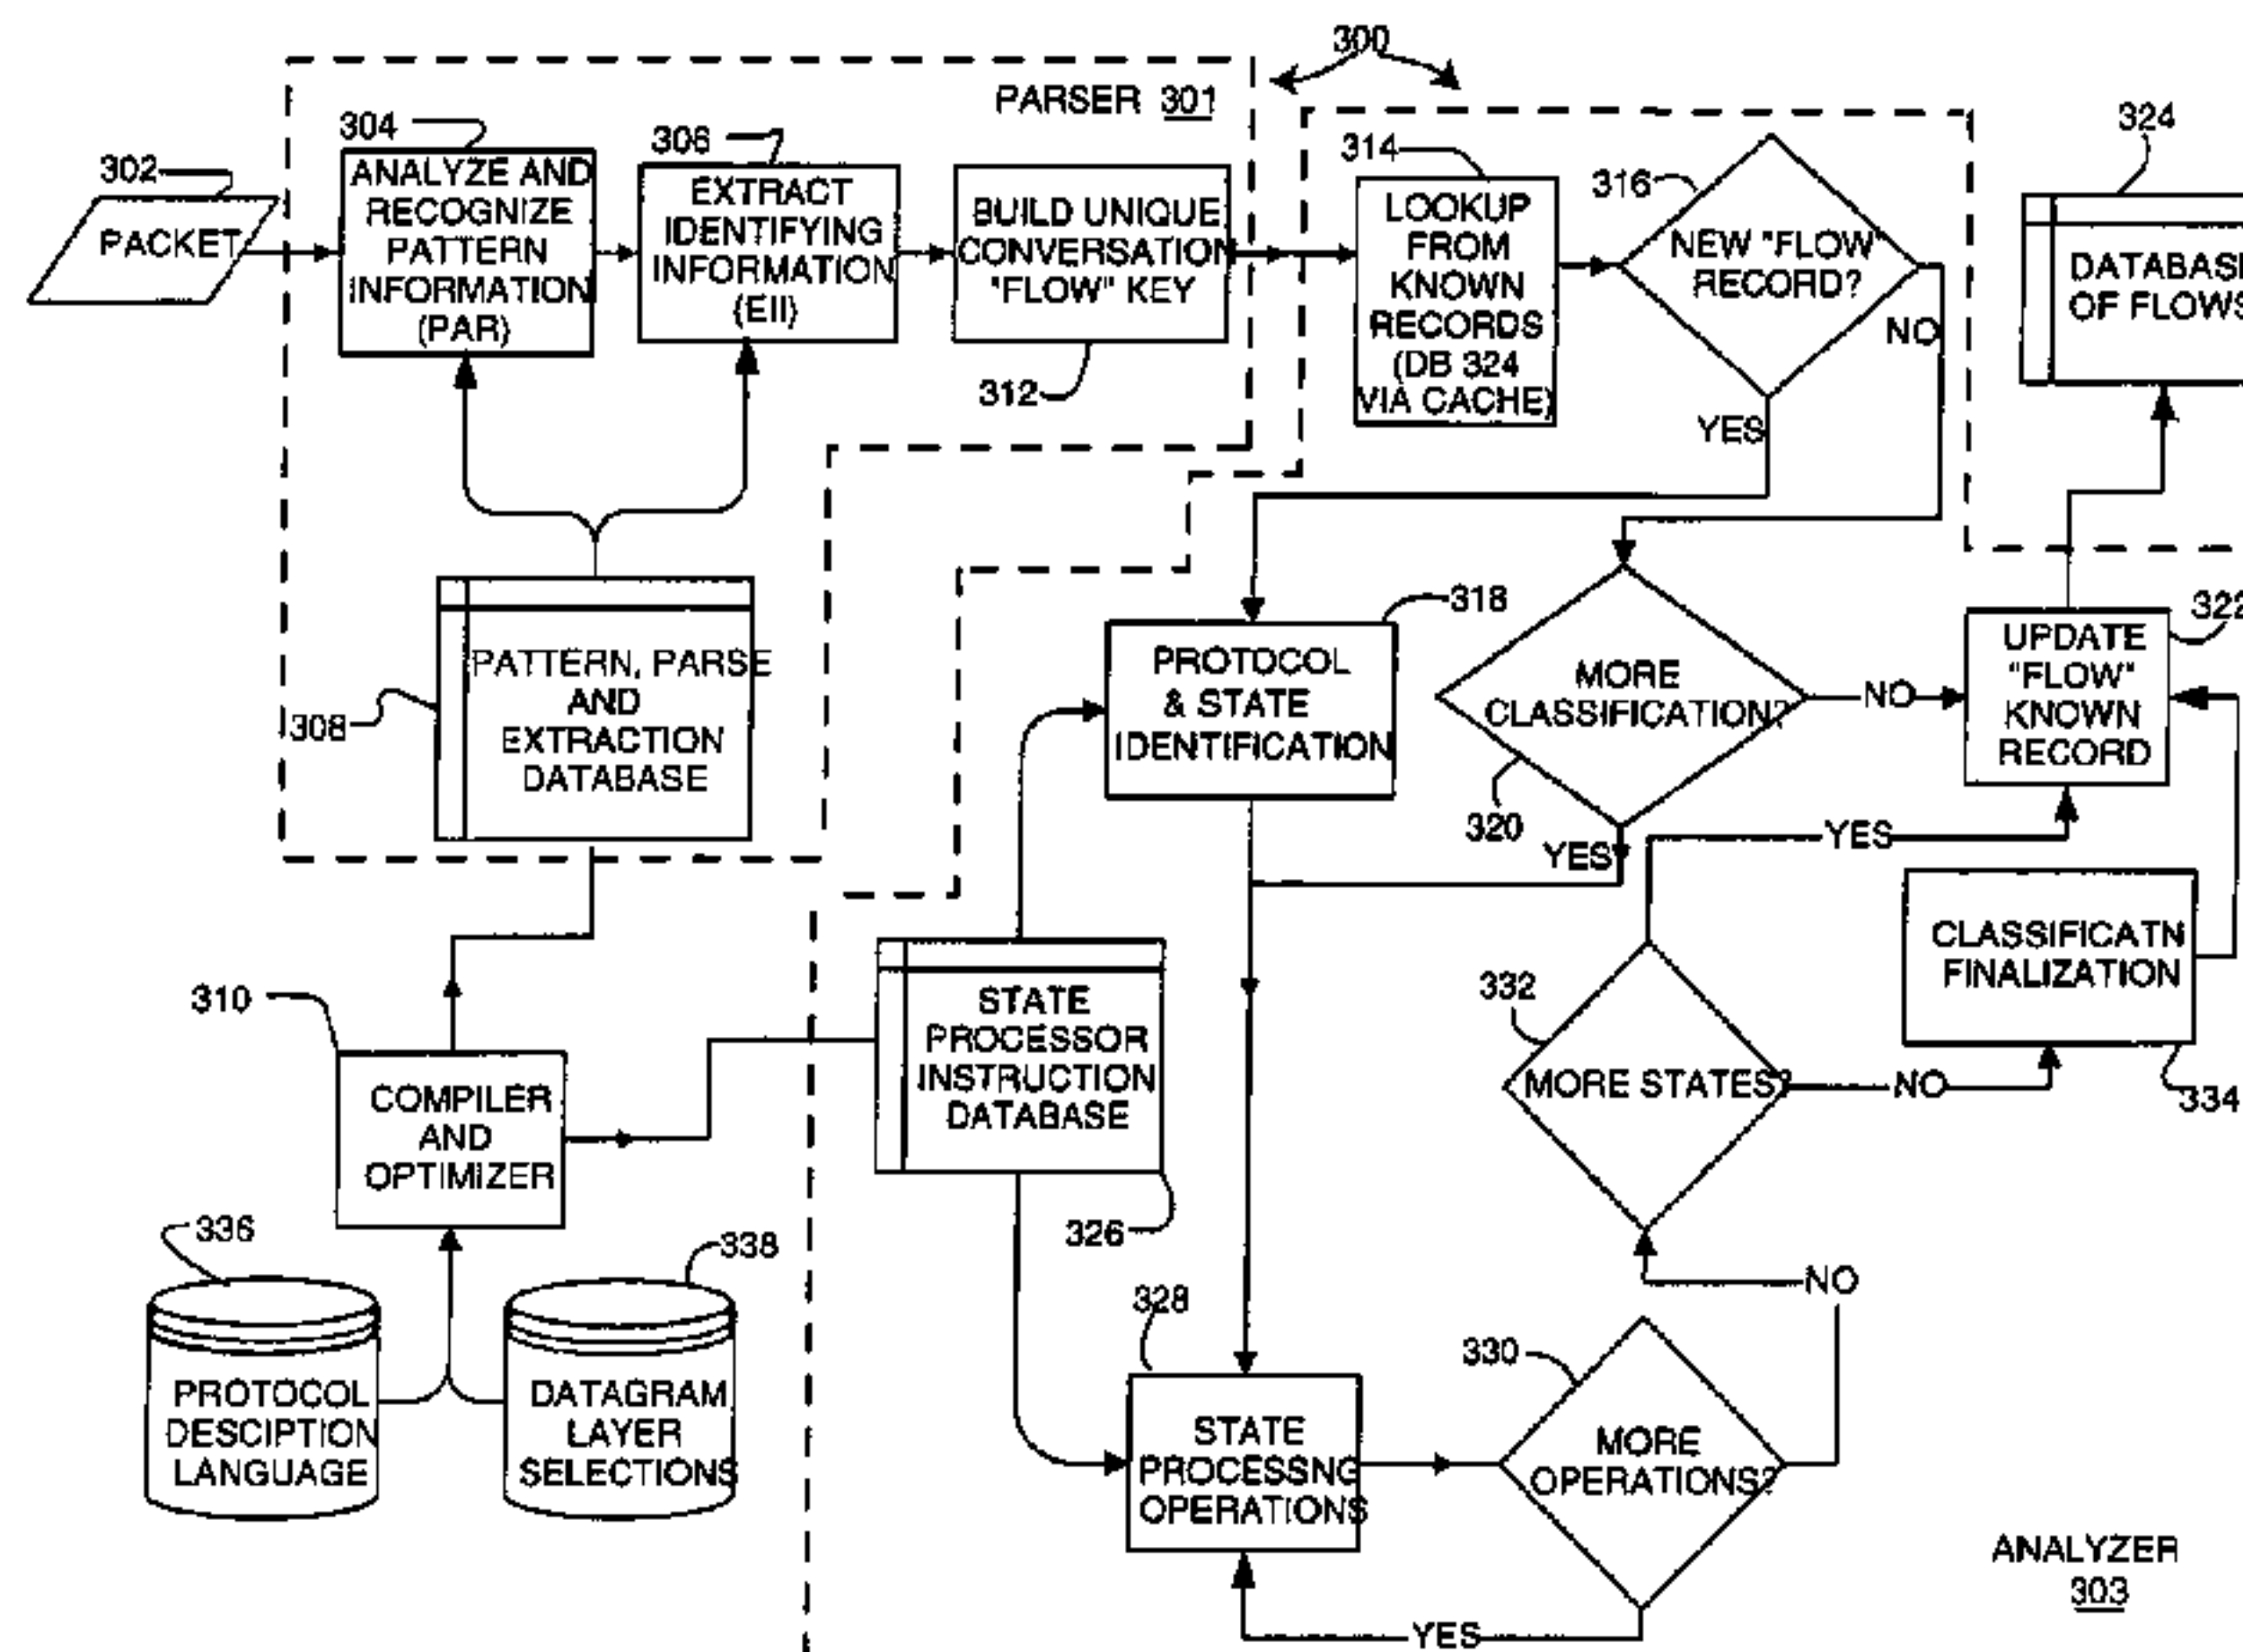 300
PARSER 301
302
PACKET
304
ANALYZE AND
RECOGNIZE
PATTERN
INFORMATION
(PAR)
306
EXTRACT
IDENTIFYING
INFORMATION
(EII)
BUILD UNIQUE
CONVERSATION
"FLOW" KEY
312
314
LOOKUP
FROM
KNOWN
RECORDS
(DB 324
VIA CACHE)
316
NEW "FLOW"
RECORD?
NO
YES
324
DATABASE
OF FLOWS
308
PATTERN, PARSE
AND
EXTRACTION
DATABASE
318
PROTOCOL
& STATE
IDENTIFICATION
MORE
CLASSIFICATION?
320
NO
YES
322
UPDATE
"FLOW"
KNOWN
RECORD
YES
CLASSIFICATN
FINALIZATION
334
332
MORE STATES?
NO
310
COMPILER
AND
OPTIMIZER
STATE
PROCESSOR
INSTRUCTION
DATABASE
326
336
PROTOCOL
DESCIPTION
LANGUAGE
338
DATAGRAM
LAYER
SELECTIONS
328
STATE
PROCESSNG
OPERATIONS
330
MORE
OPERATIONS?
NO
YES
ANALYZER
303